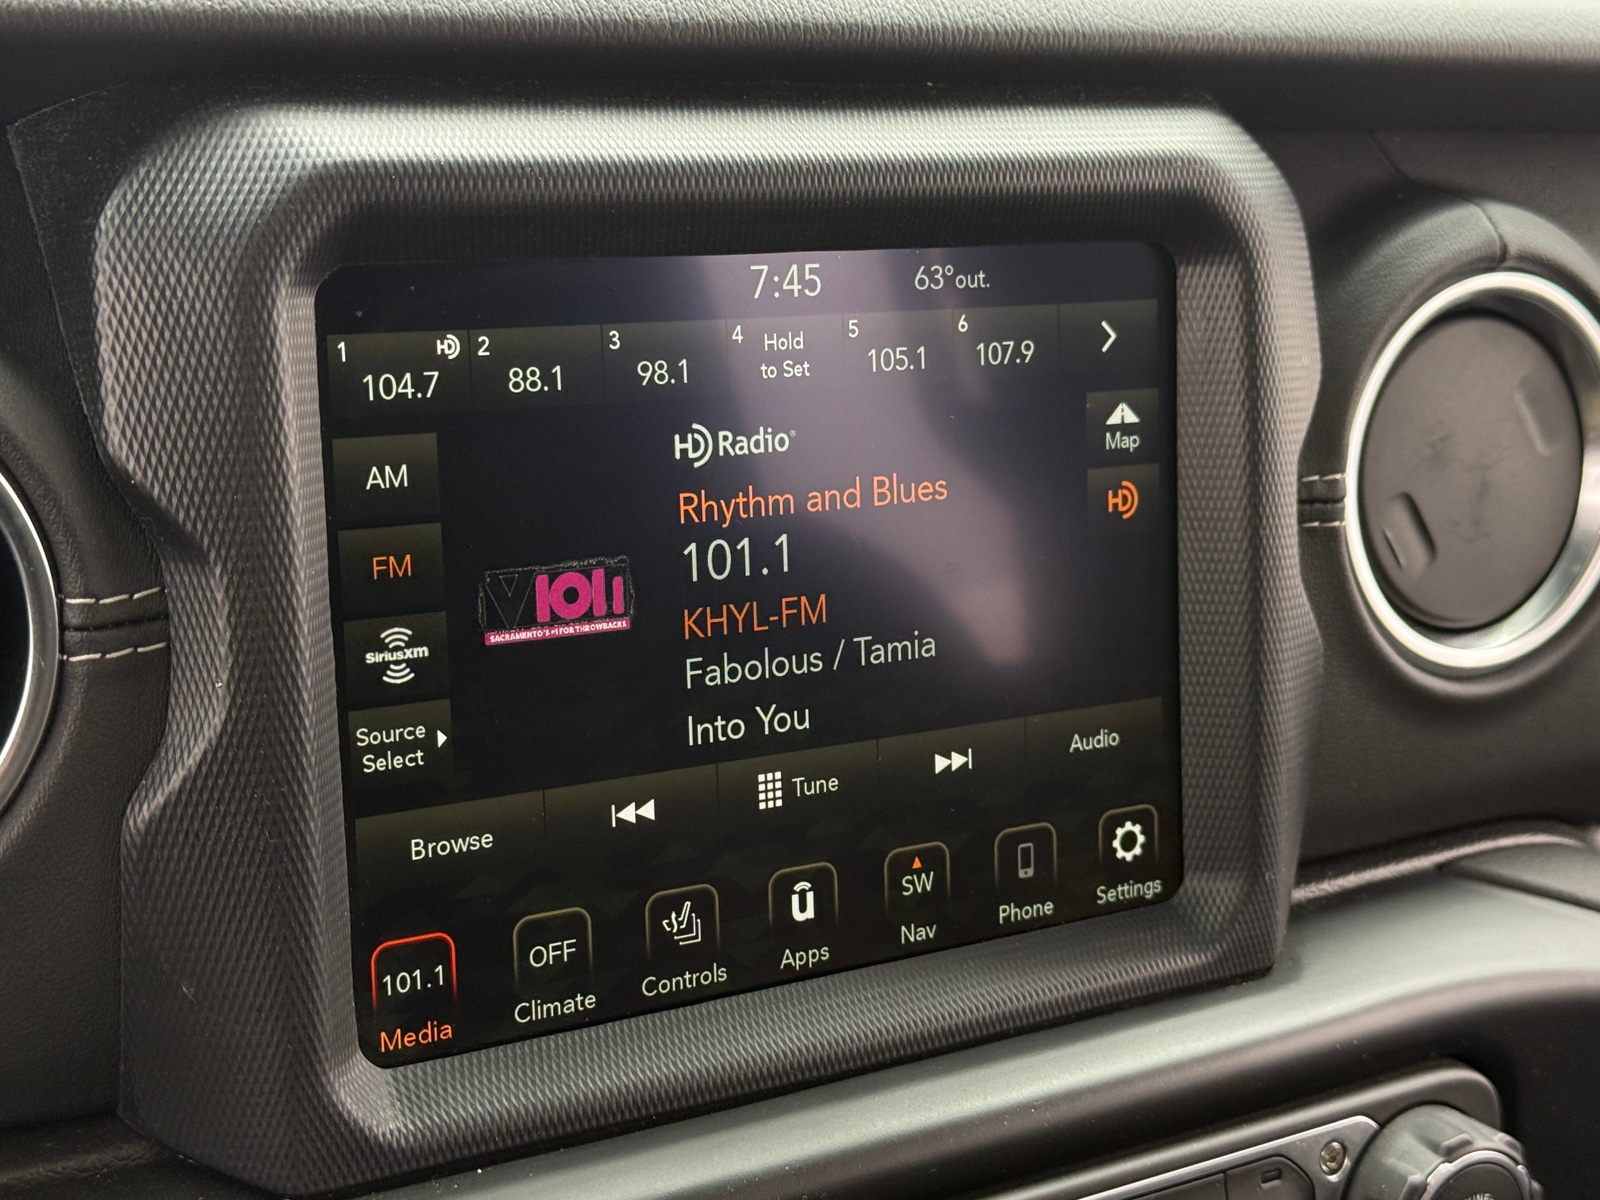 7:45 63°out.
1 HD 2 3 4 Hold 5 6
104.7 88.1 98.1 to Set 105.1 107.9
HD Radio
Map
AM
Rhythm and Blues
HD
101.1
FM
V101.1
SACRAMENTO'S #1 FOR THROWBACKS
KHYL-FM
SiriusXM
Fabolous / Tamia
Into You
Source
Select
Audio
Tune
Browse
SW
û
OFF
101.1
Settings
Phone
Nav
Apps
Controls
Climate
Media